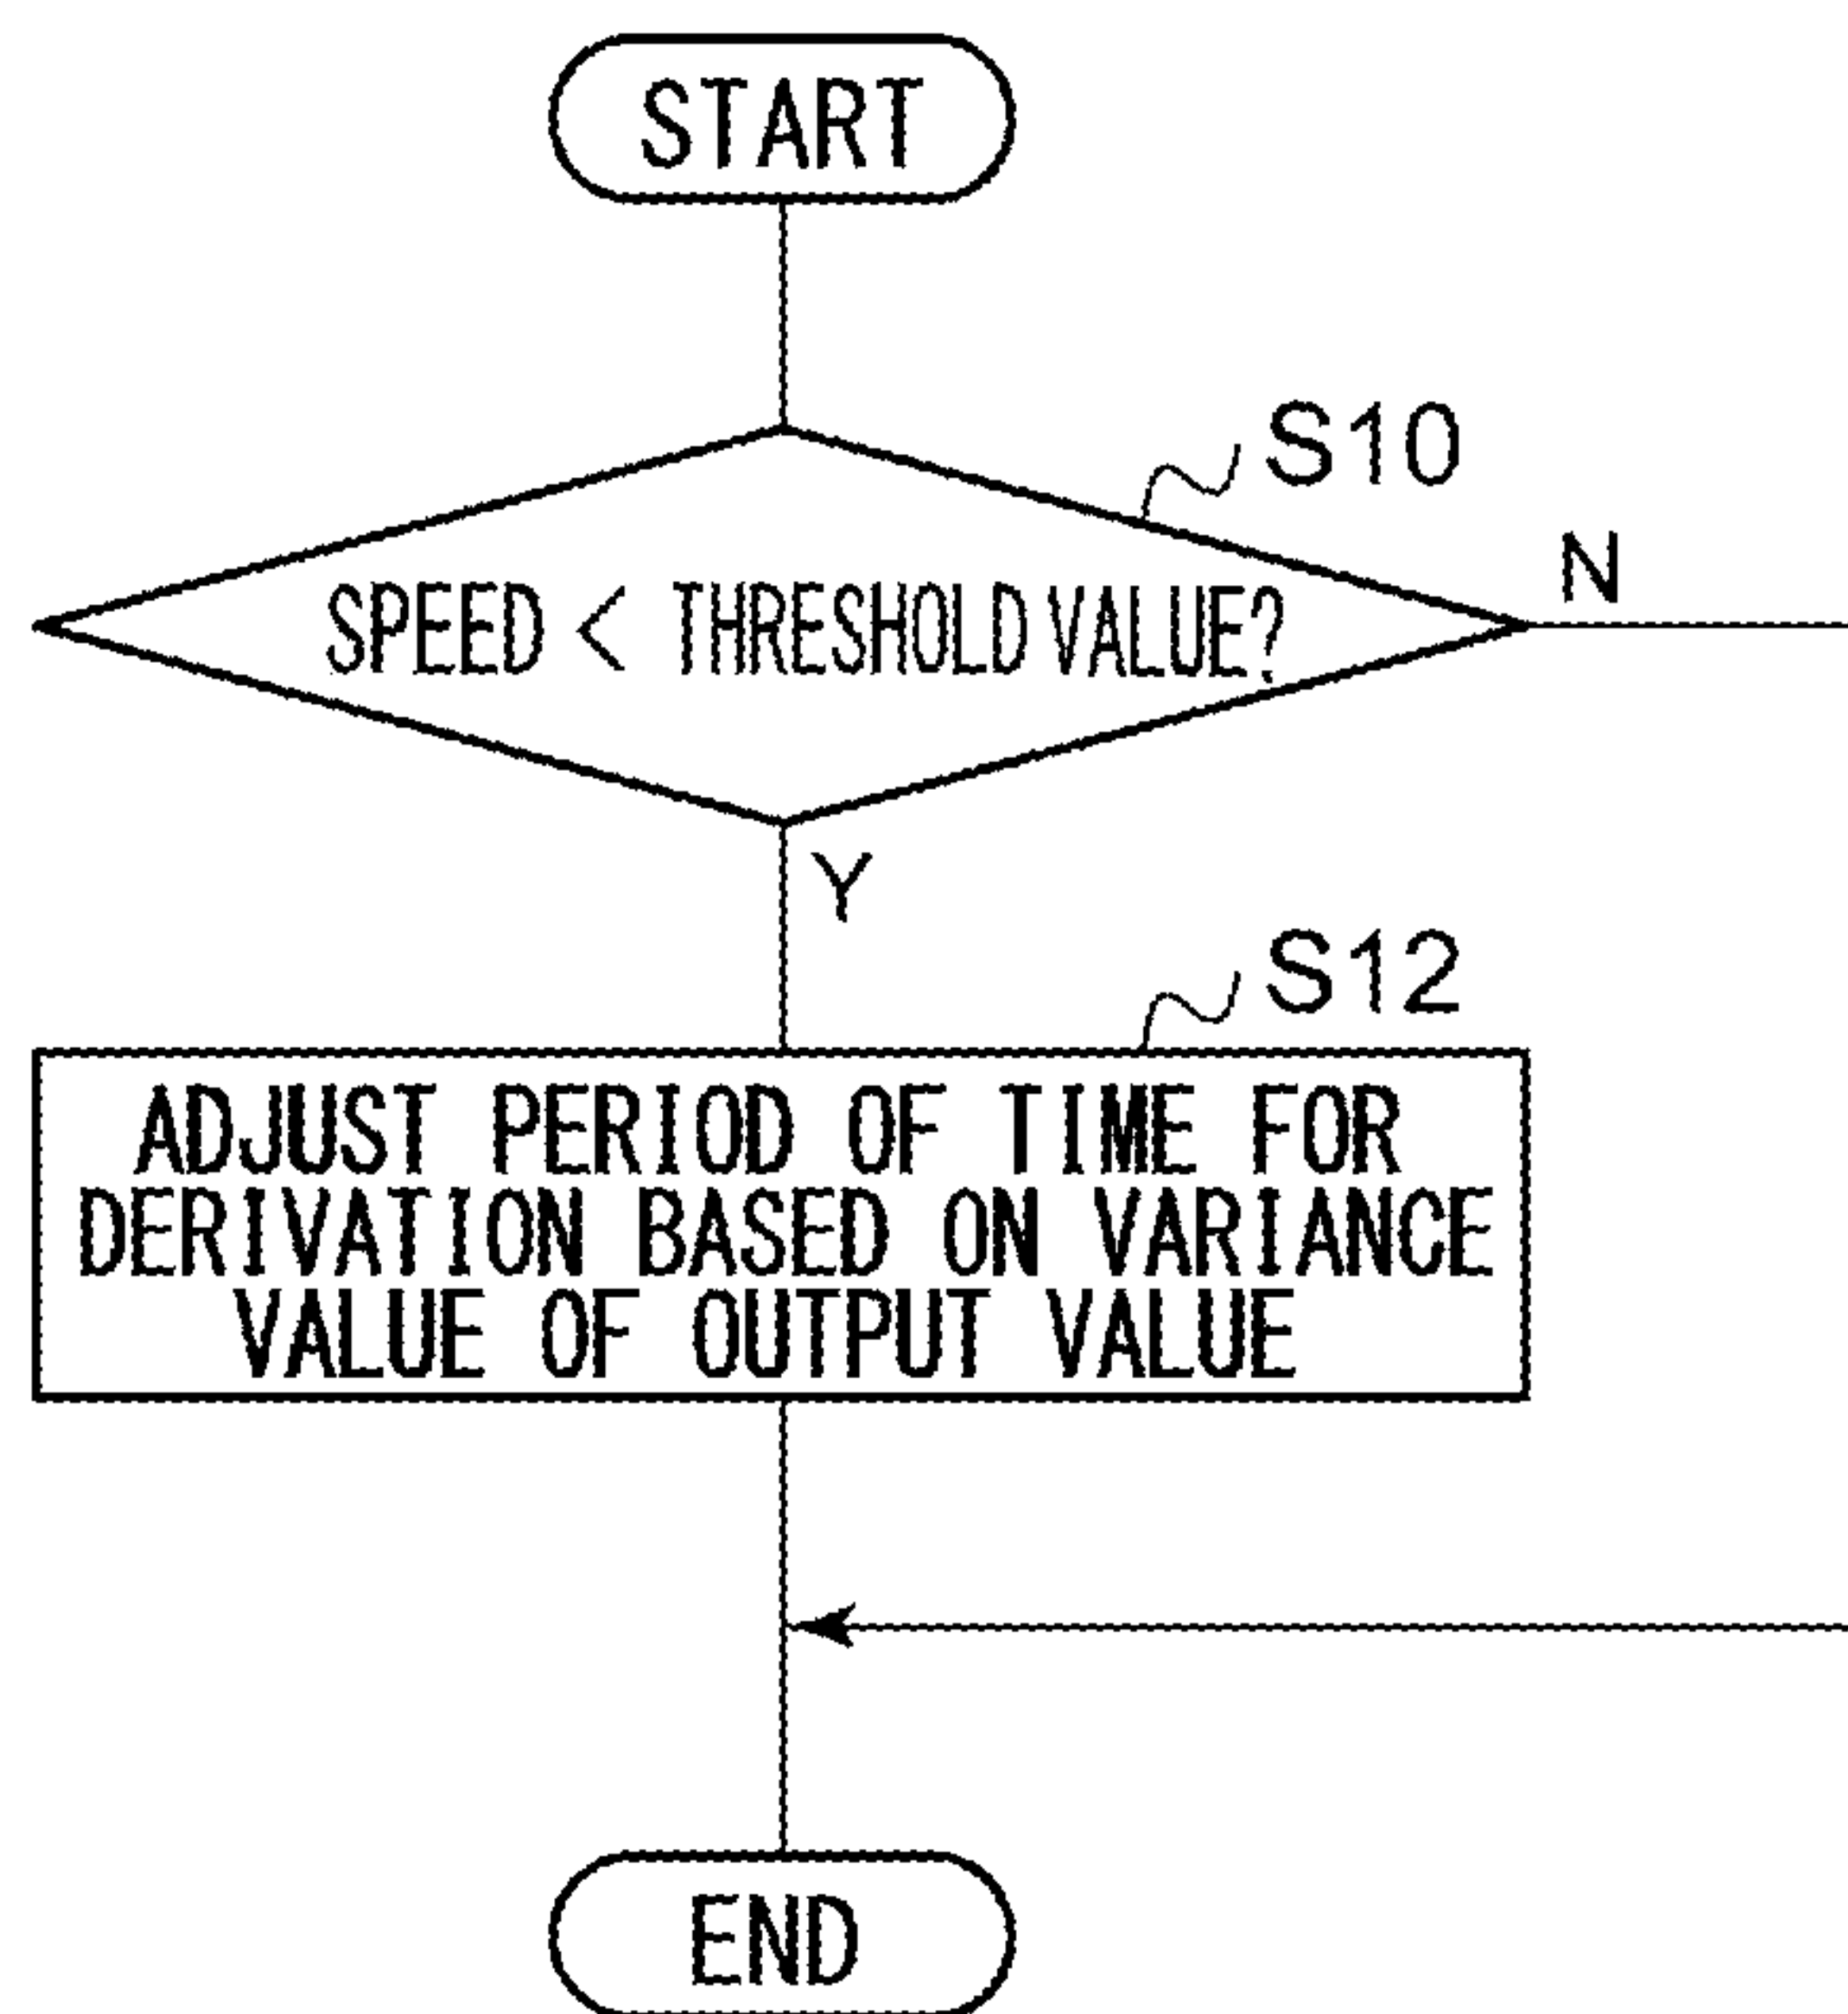 START
S10
SPEED < THRESHOLD VALUE?
N
Y
S12
ADJUST PERIOD OF TIME FOR
DERIVATION BASED ON VARIANCE
VALUE OF OUTPUT VALUE
END